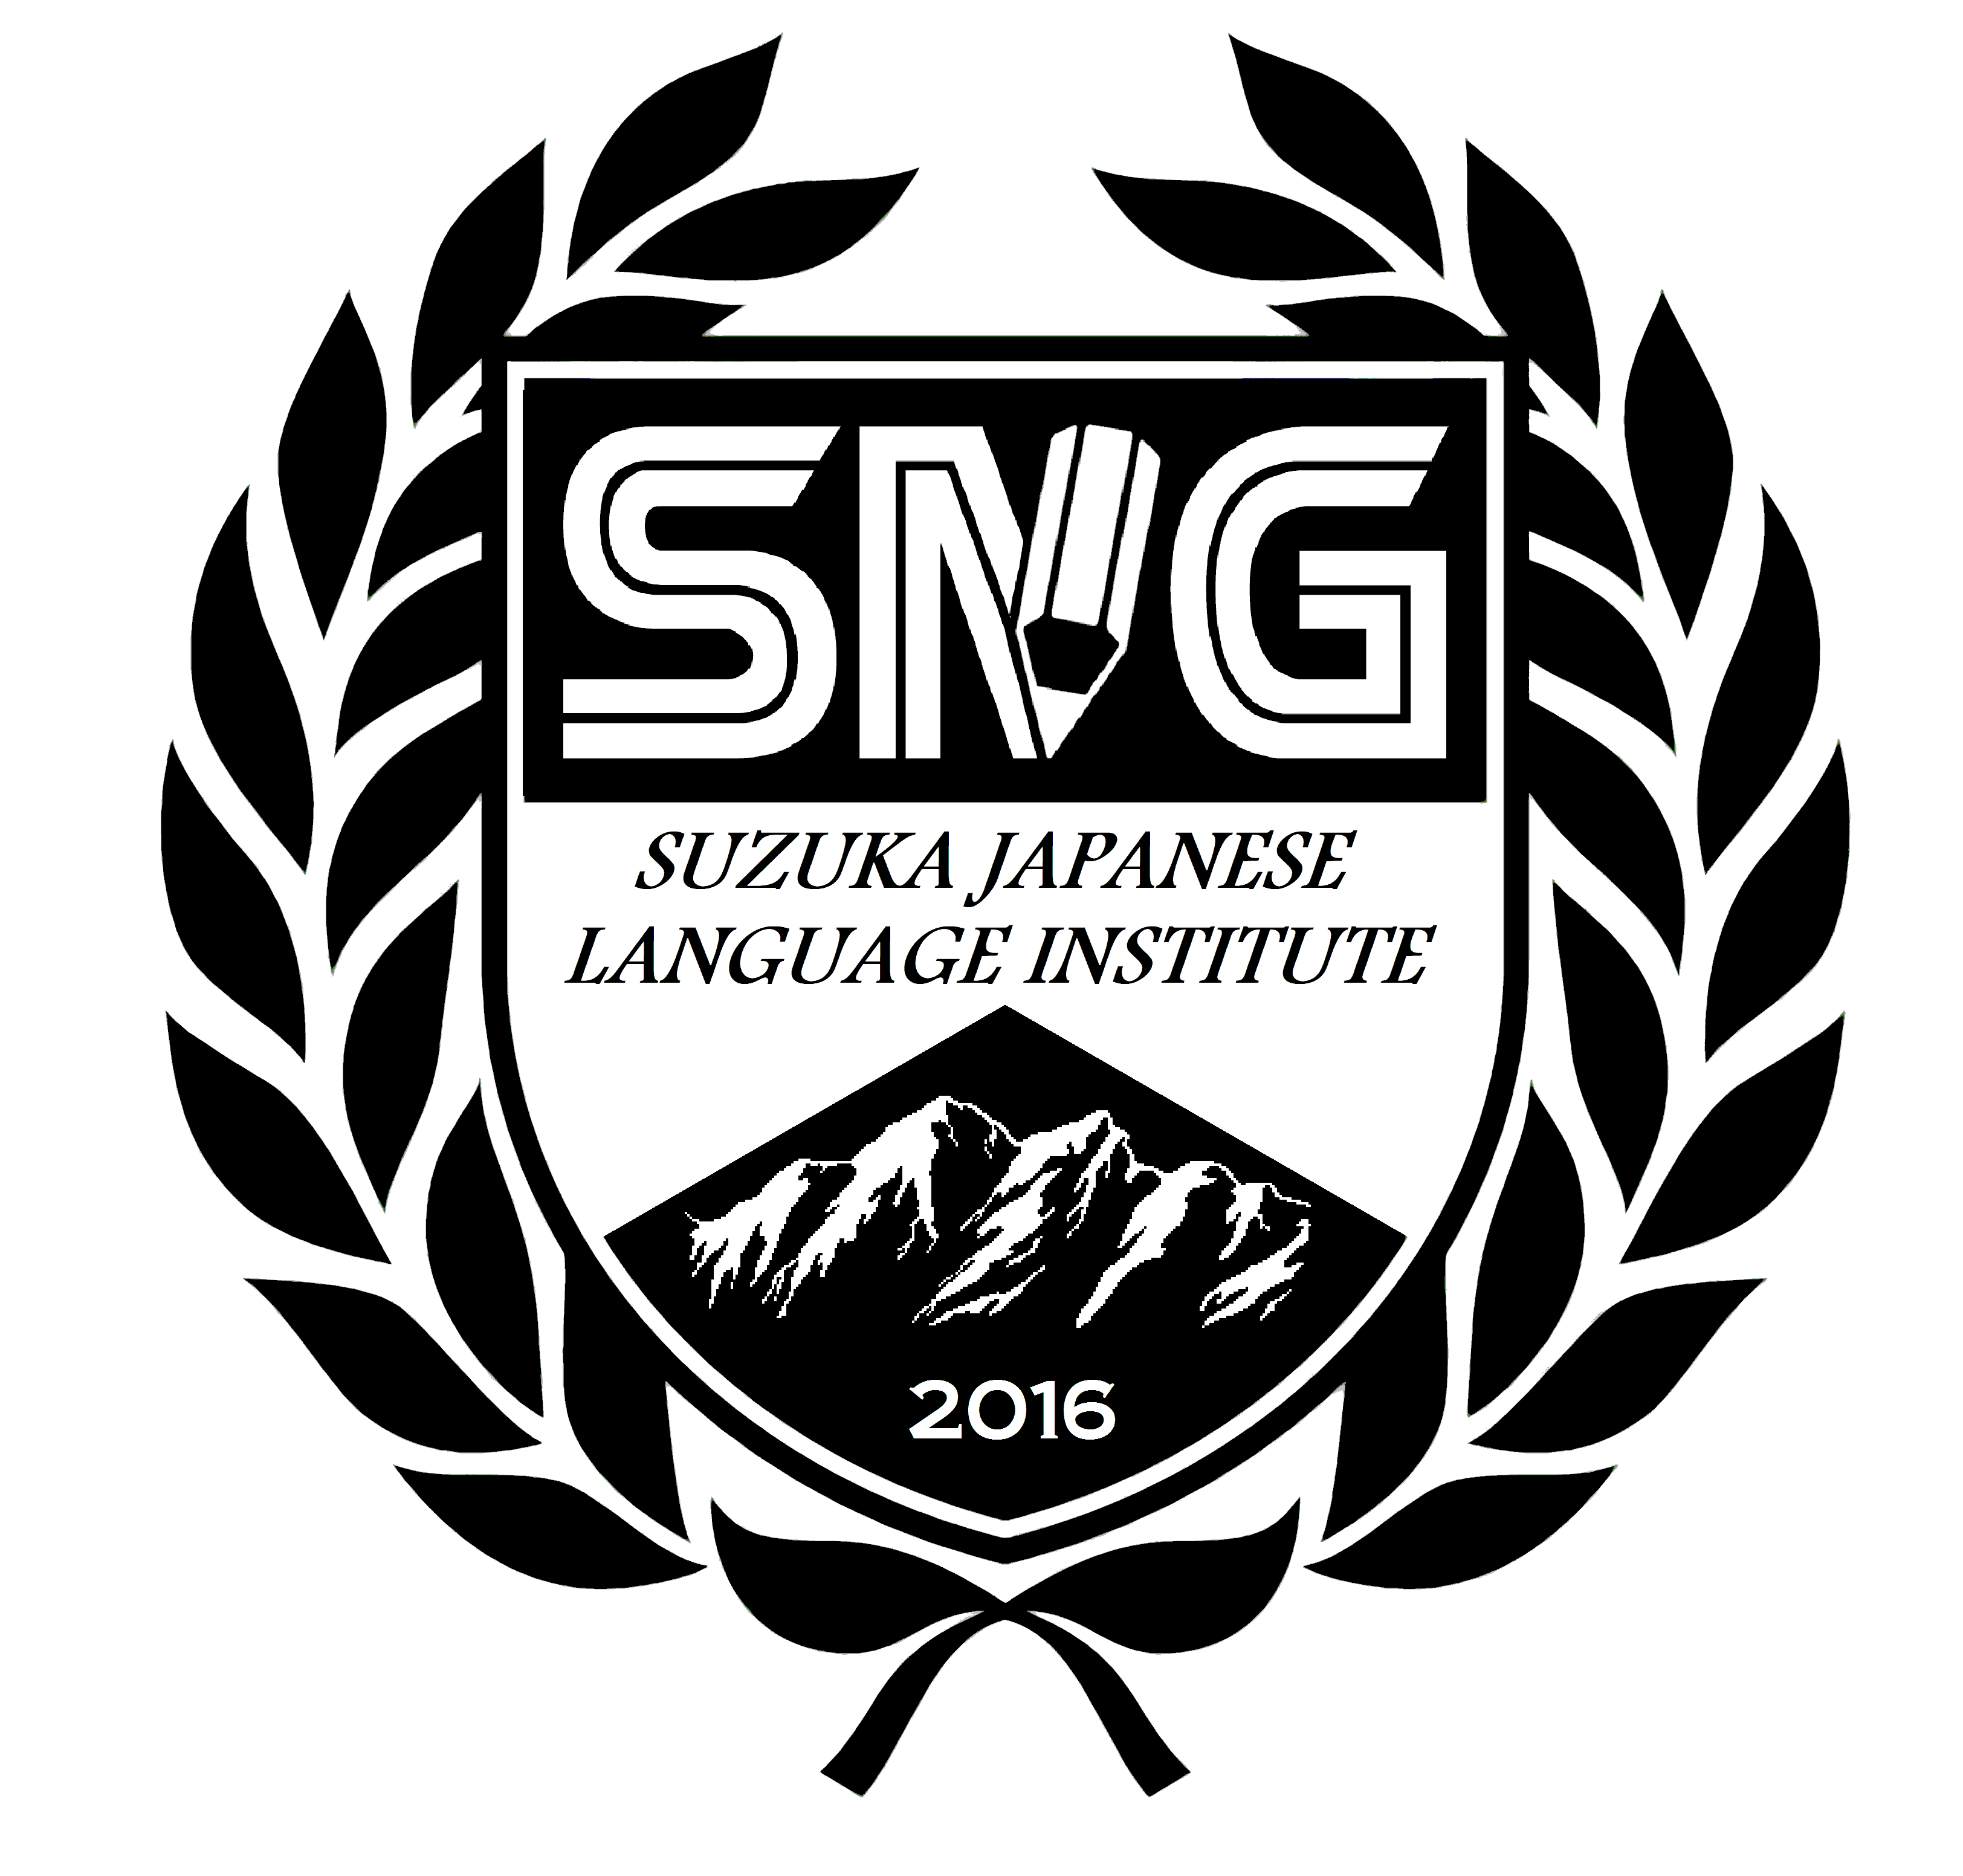 SNG
SUZUKA JAPANESE
LANGUAGE INSTITUTE
2016